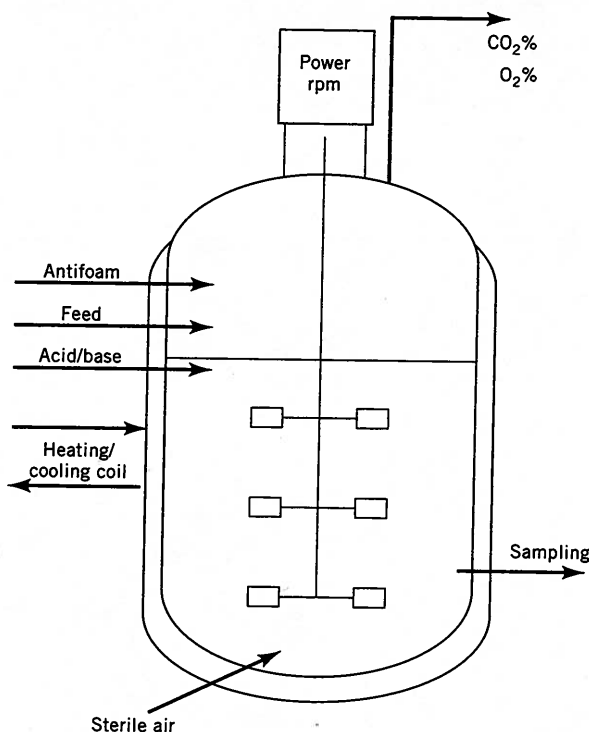 Power
rpm
CO₂%
O₂%
Antifoam
Feed
Acid/base
Heating/
cooling coil
Sampling
Sterile air